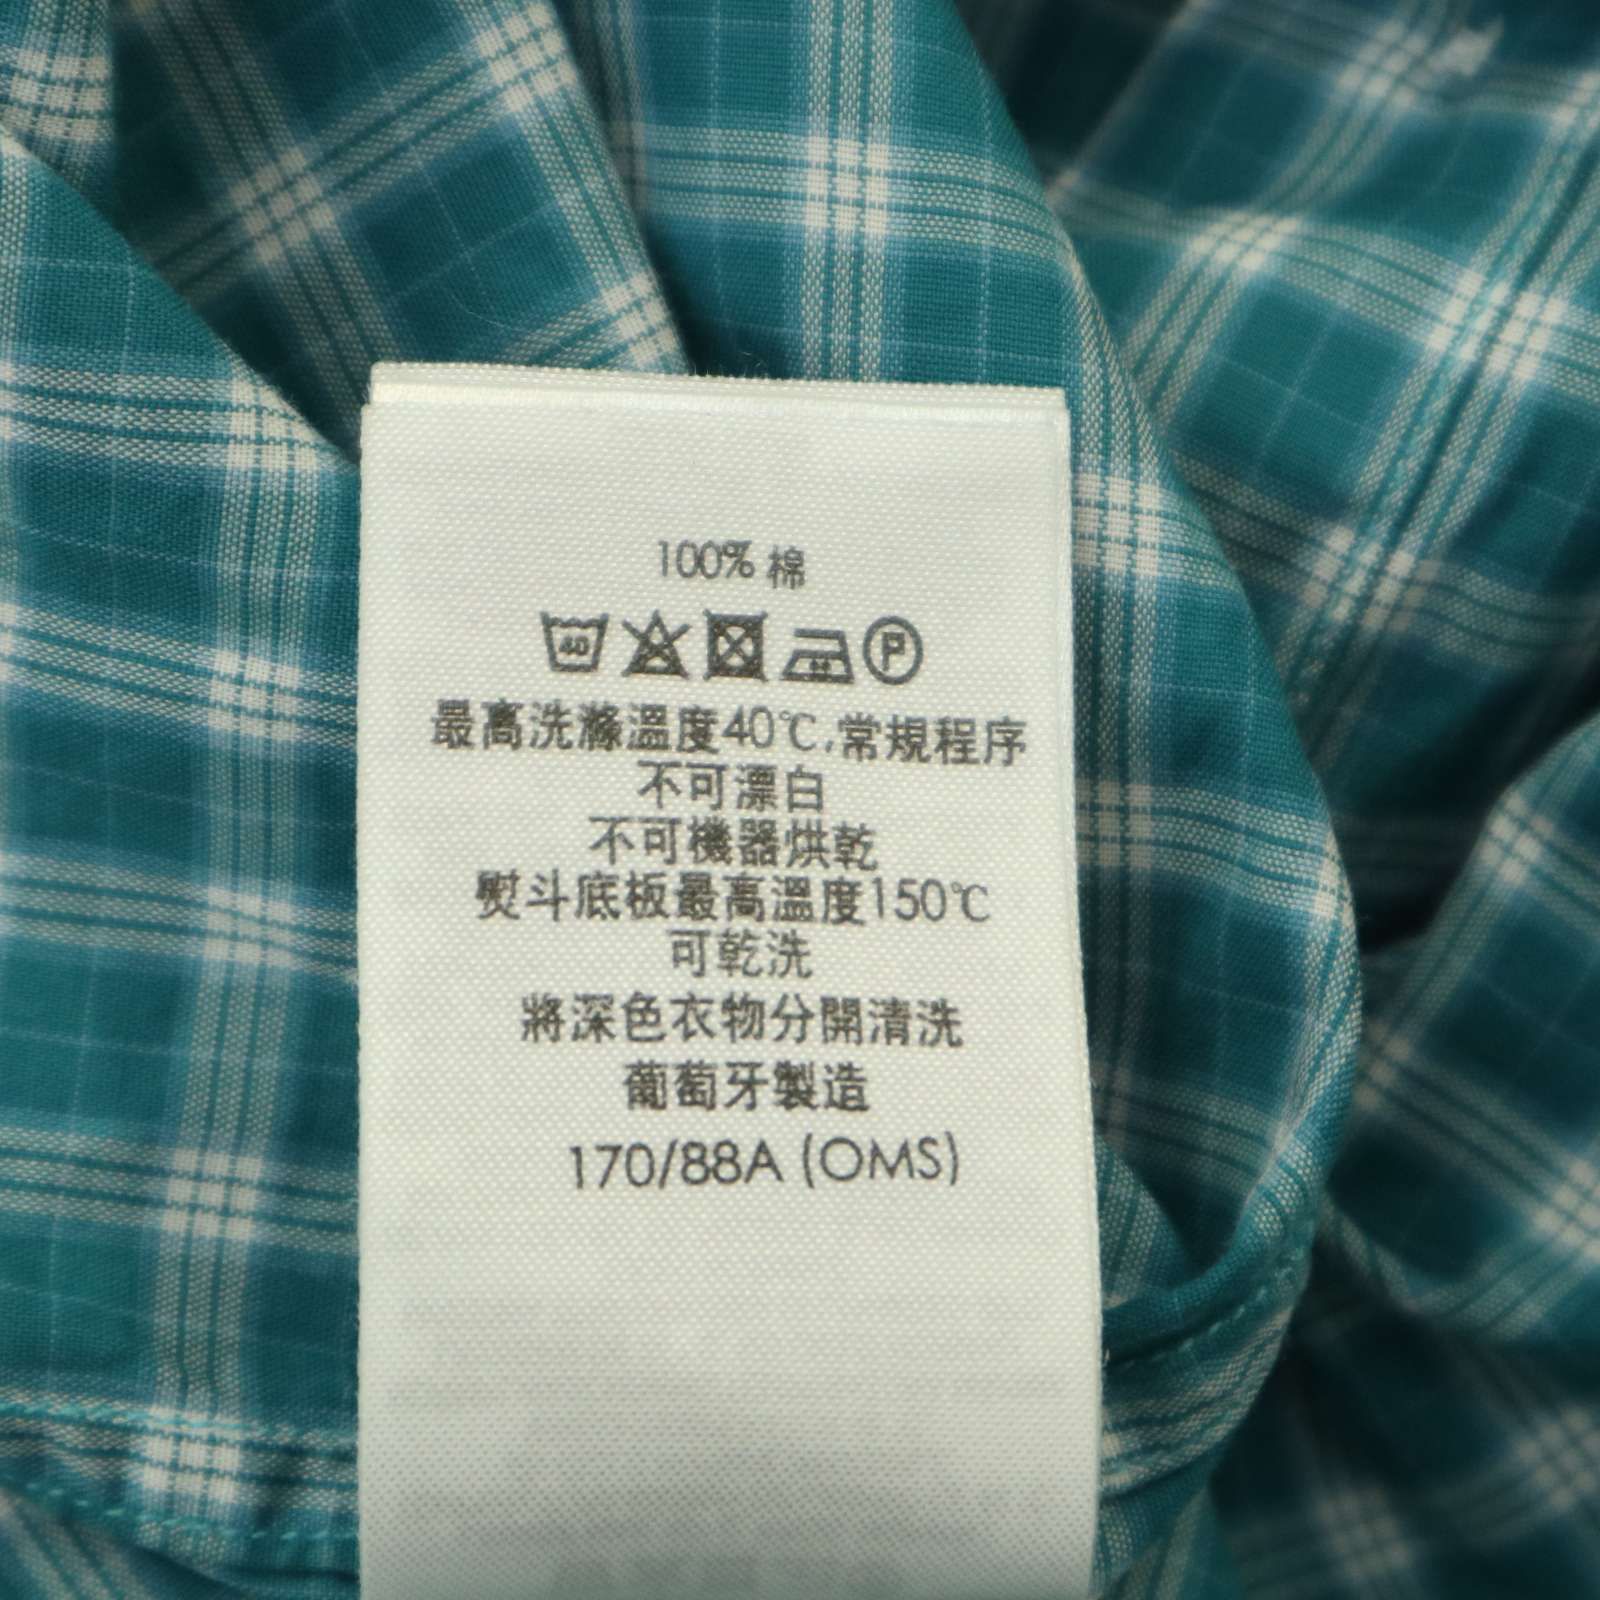 100% 棉
40 P
最高洗滌溫度40℃,常規程序
不可漂白
不可機器烘乾
熨斗底板最高溫度150℃
可乾洗
將深色衣物分開清洗
葡萄牙製造
170/88A (OMS)